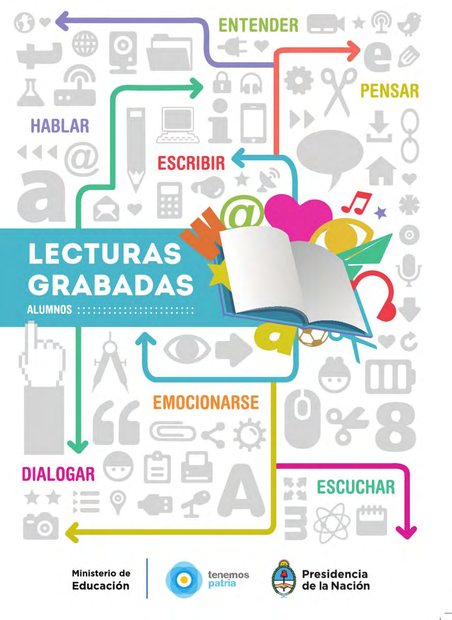 ENTENDER
PENSAR
HABLAR
ESCRIBIR
LECTURAS
GRABADAS
ALUMNOS
EMOCIONARSE
DIALOGAR
ESCUCHAR
Ministerio de
Educación
tenemos
patria
Presidencia
de la Nación